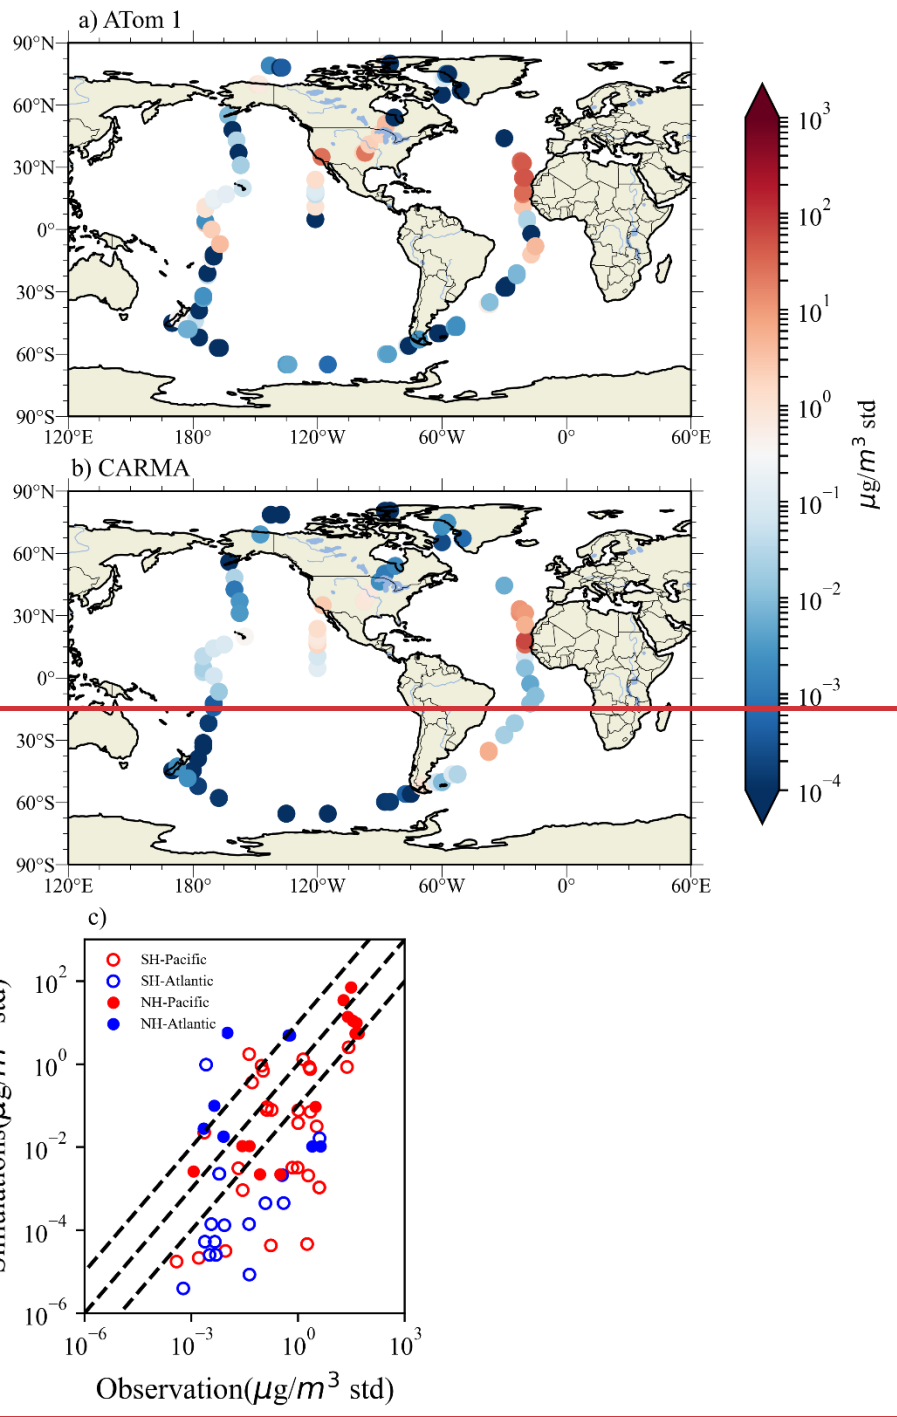 a) ATom 1
90°N
60°N
30°N
0°
30°S
60°S
90°S
120°E 180° 120°W 60°W 0° 60°E
b) CARMA
90°N
60°N
30°N
0°
30°S
60°S
90°S
120°E 180° 120°W 60°W 0° 60°E
10³
10²
10¹
10⁰
10⁻¹
10⁻²
10⁻³
10⁻⁴
μg/m³ std
c)
SH-Pacific
SH-Atlantic
NH-Pacific
NH-Atlantic
10²
10⁰
10⁻²
10⁻⁴
10⁻⁶
10⁻⁶ 10⁻³ 10⁰ 10³
Observation(μg/m³ std)